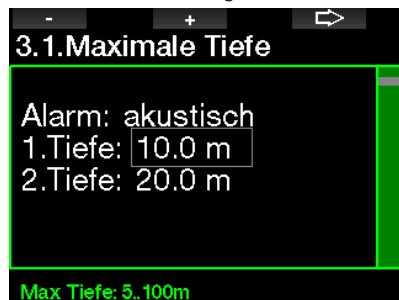 - + ⇨
3.1.Maximale Tiefe
Alarm: akustisch
1.Tiefe: 10.0 m
2.Tiefe: 20.0 m
Max Tiefe: 5..100m